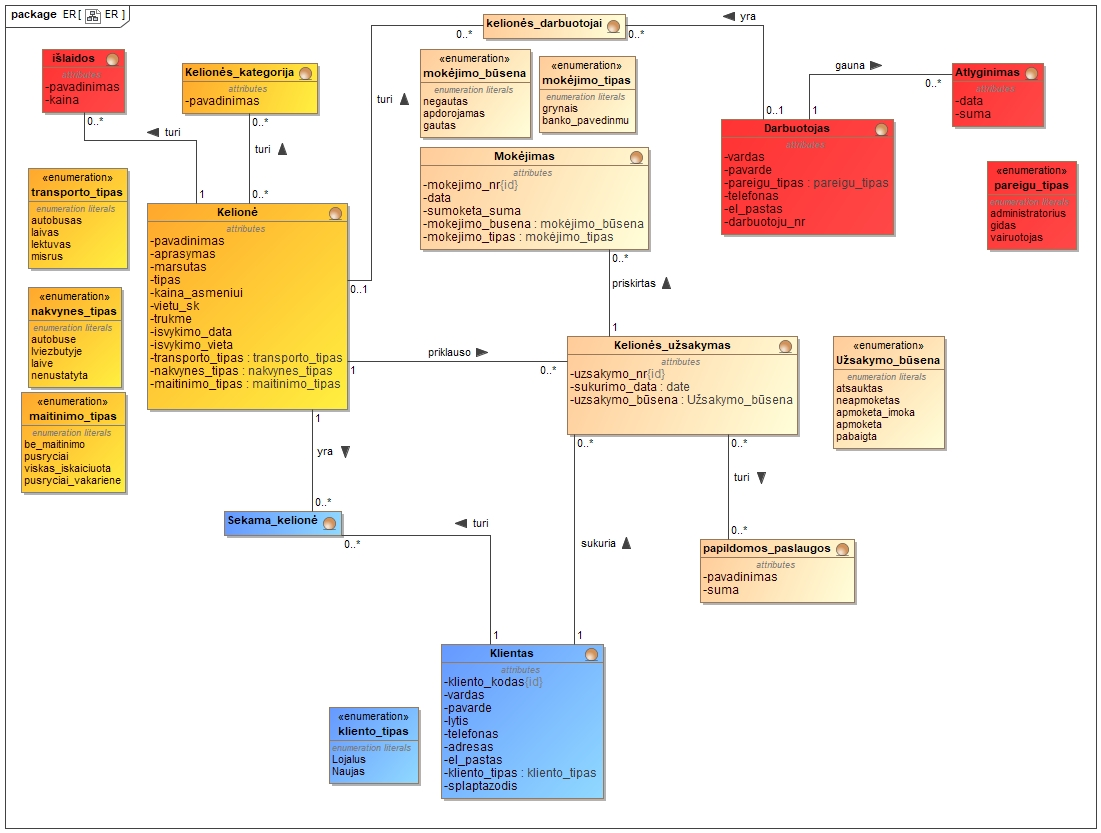 package ER [ ER ]
išlaidos
attributes
-pavadinimas
-kaina
0..*
turi
1
Kelionės_kategorija
attributes
-pavadinimas
0..*
turi
0..*
kelionės_darbuotojai
0..*
0..*
yra
turi
0..1
0..1
«enumeration»
mokėjimo_būsena
enumeration literals
negautas
apdorojamas
gautas
«enumeration»
mokėjimo_tipas
enumeration literals
grynais
banko_pavedinmu
gauna
1
0..*
Atlyginimas
attributes
-data
-suma
Darbuotojas
attributes
-vardas
-pavarde
-pareigu_tipas : pareigu_tipas
-telefonas
-el_pastas
-darbuotoju_nr
«enumeration»
pareigu_tipas
enumeration literals
administratorius
gidas
vairuotojas
«enumeration»
transporto_tipas
enumeration literals
autobusas
laivas
lektuvas
misrus
Mokėjimas
attributes
-mokejimo_nr{id}
-data
-sumoketa_suma
-mokejimo_busena : mokėjimo_būsena
-mokejimo_tipas : mokėjimo_tipas
0..*
priskirtas
1
Kelionė
attributes
-pavadinimas
-aprasymas
-marsutas
-tipas
-kaina_asmeniui
-vietu_sk
-trukme
-isvykimo_data
-isvykimo_vieta
-transporto_tipas : transporto_tipas
-nakvynes_tipas : nakvynes_tipas
-maitinimo_tipas : maitinimo_tipas
«enumeration»
nakvynes_tipas
enumeration literals
autobuse
lviezbutyje
laive
nenustatyta
«enumeration»
maitinimo_tipas
enumeration literals
be_maitinimo
pusryciai
viskas_iskaiciuota
pusryciai_vakariene
priklauso
1
0..*
Kelionės_užsakymas
attributes
-uzsakymo_nr{id}
-sukurimo_data : date
-uzsakymo_būsena : Užsakymo_būsena
«enumeration»
Užsakymo_būsena
enumeration literals
atsauktas
neapmoketas
apmoketa_imoka
apmoketa
pabaigta
1
yra
0..*
0..*
0..*
turi
0..*
Sekama_kelionė
0..*
turi
1
sukuria
1
papildomos_paslaugos
attributes
-pavadinimas
-suma
Klientas
attributes
-kliento_kodas{id}
-vardas
-pavarde
-lytis
-telefonas
-adresas
-el_pastas
-kliento_tipas : kliento_tipas
-splaptazodis
«enumeration»
kliento_tipas
enumeration literals
Lojalus
Naujas